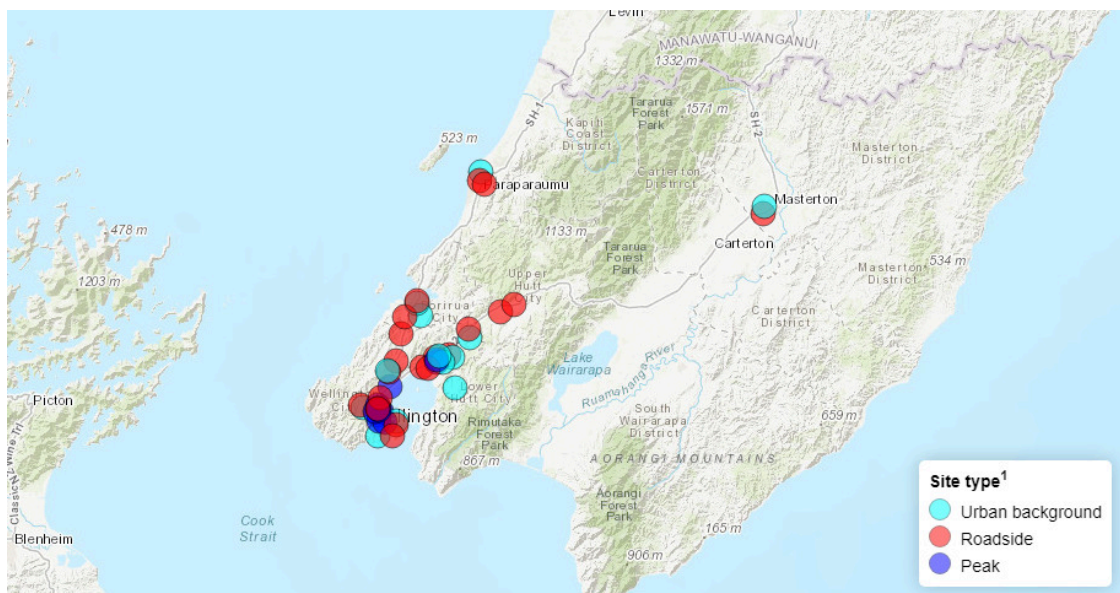 Levin
MANAWATU-WANGANUI
1332 m
SH-1
Tararua
Forest
Park
1571 m
SH-2
523 m
Kapiti
Coast
District
Masterton
District
Carterton
District
Paraparaumu
Masterton
478 m
1133 m
Carterton
1203 m
Tararua
Forest Park
534 m
Upper
Hutt
City
Masterton
District
Porirua
City
Carterton
District
Lake
Wairarapa
Ruamahanga River
Picton
Lower
Hutt City
South
Wairarapa
District
659 m
Rimutaka
Forest
Park
AORANGI MOUNTAINS
867 m
Aorangi
Forest
Park
165 m
Cook
Strait
Blenheim
906 m
Site type1
Urban background
Roadside
Peak